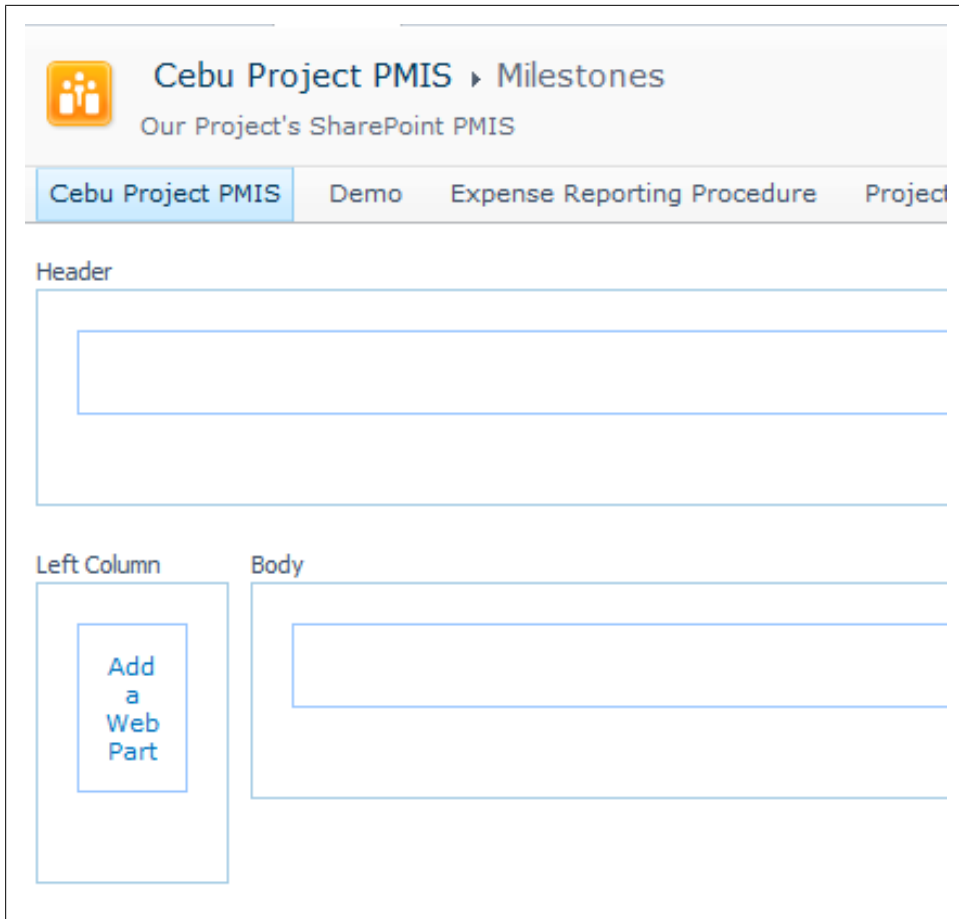 Cebu Project PMIS ▸ Milestones
Our Project's SharePoint PMIS
Cebu Project PMIS Demo Expense Reporting Procedure Project
Header
Left Column Body
Add
a
Web
Part